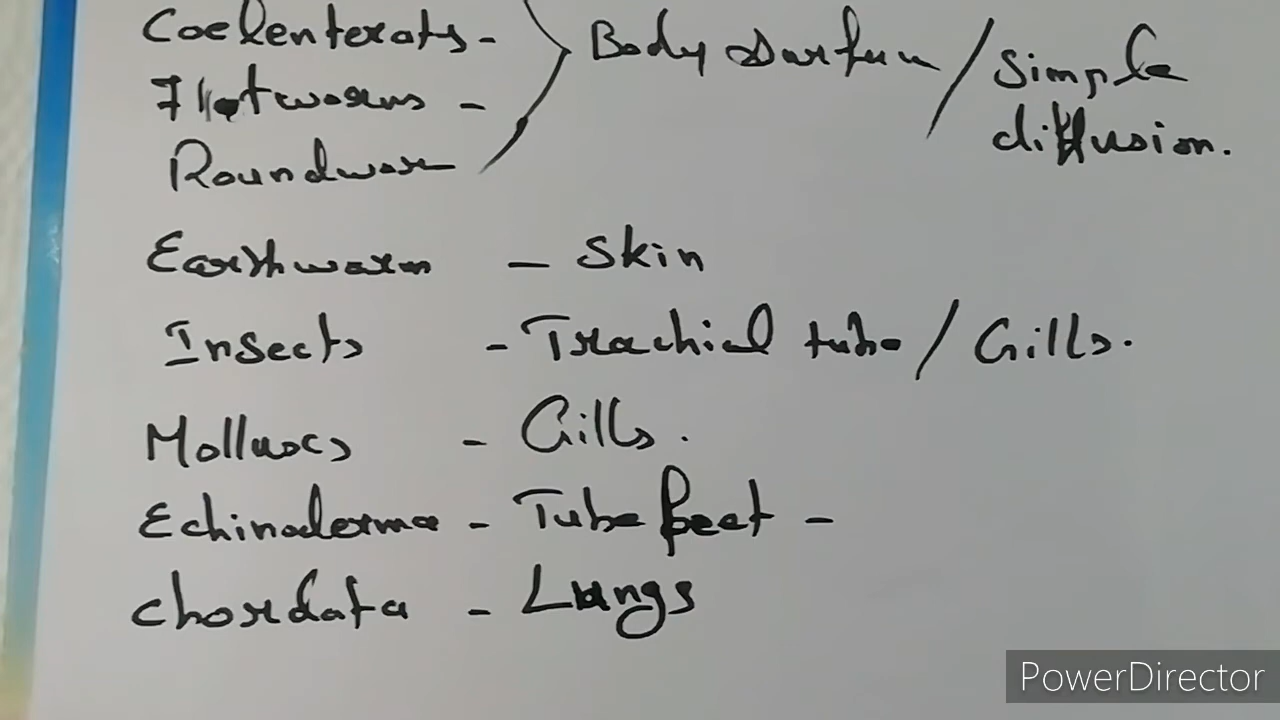 Coelenterats -
Flatworms -
Roundworm
Body Surface / Simple
diffusion.
Earthworm - Skin
Insects - Trachial tube / Gills.
Molluscs - Gills.
Echinoderma - Tube feet -
Chordata - Lungs
PowerDirector